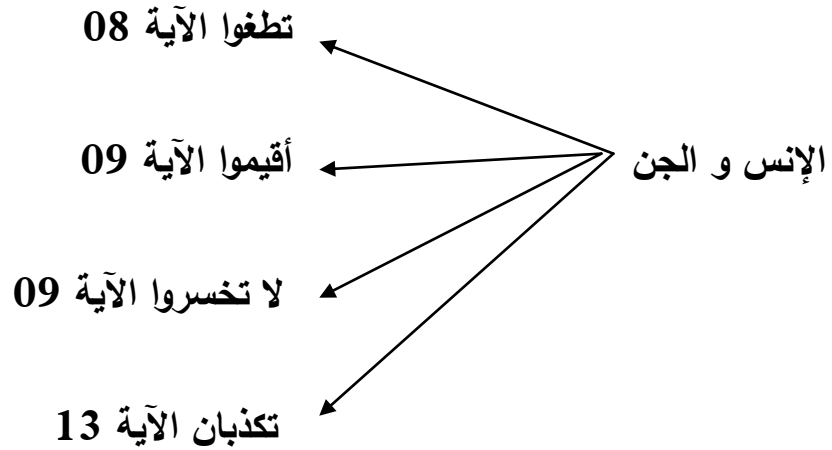 تطغوا الآية 08
أقيموا الآية 09
الإنس و الجن
لا تخسروا الآية 09
تكذبان الآية 13